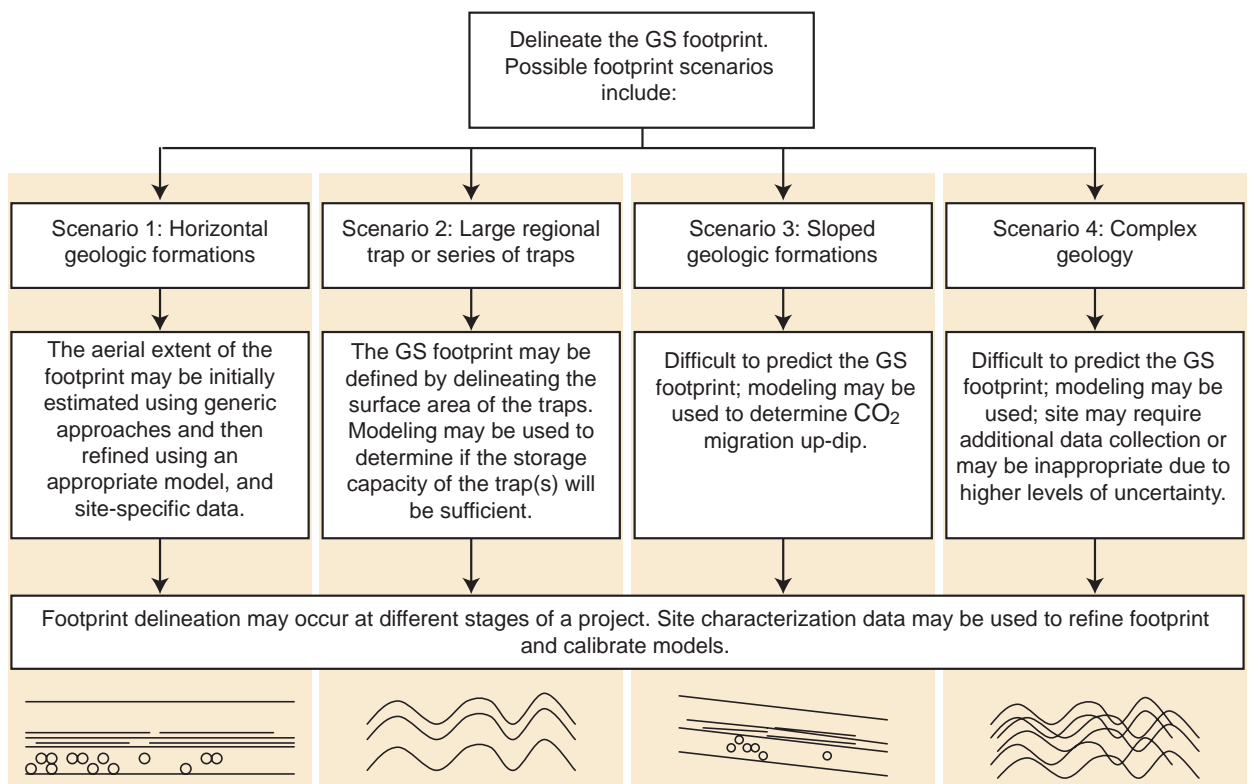 Delineate the GS footprint.
Possible footprint scenarios
include:
Scenario 1: Horizontal
geologic formations
Scenario 2: Large regional
trap or series of traps
Scenario 3: Sloped
geologic formations
Scenario 4: Complex
geology
The aerial extent of the
footprint may be initially
estimated using generic
approaches and then
refined using an
appropriate model, and
site-specific data.
The GS footprint may be
defined by delineating the
surface area of the traps.
Modeling may be used to
determine if the storage
capacity of the trap(s) will
be sufficient.
Difficult to predict the GS
footprint; modeling may be
used to determine CO₂
migration up-dip.
Difficult to predict the GS
footprint; modeling may be
used; site may require
additional data collection or
may be inappropriate due to
higher levels of uncertainty.
Footprint delineation may occur at different stages of a project. Site characterization data may be used to refine footprint
and calibrate models.